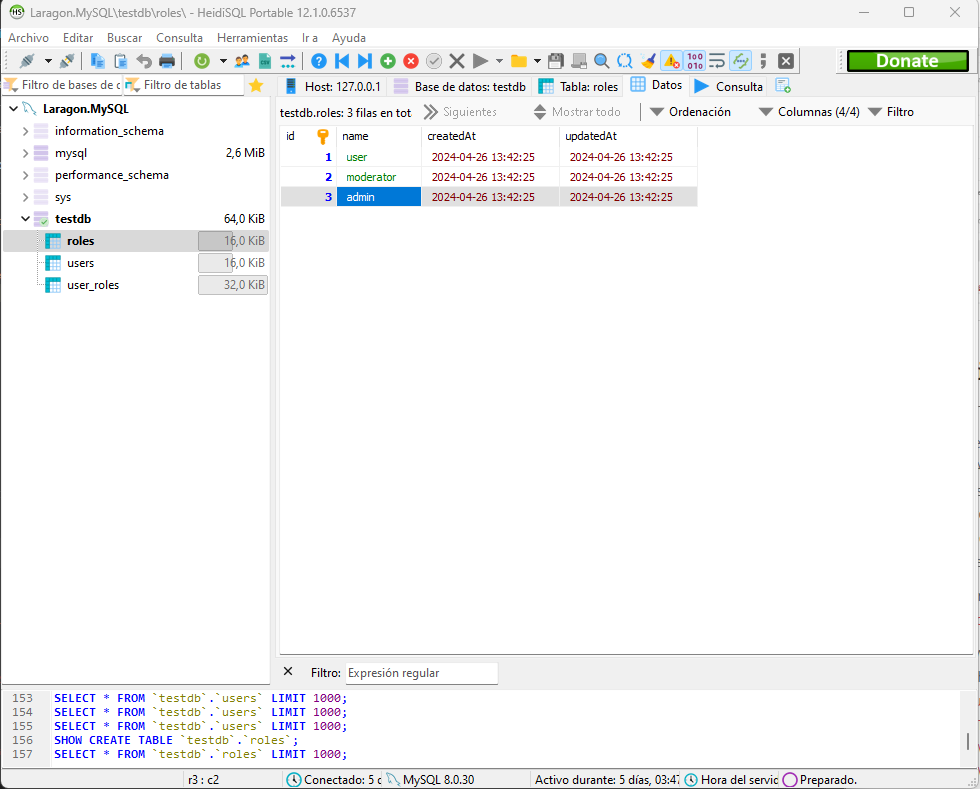 Laragon.MySQL\testdb\roles\ - HeidiSQL Portable 12.1.0.6537
Archivo Editar Buscar Consulta Herramientas Ir a Ayuda
Donate
Filtro de bases de d Filtro de tablas
Host: 127.0.0.1 Base de datos: testdb Tabla: roles Datos Consulta
testdb.roles: 3 filas en tot Siguientes Mostrar todo Ordenación Columnas (4/4) Filtro
Laragon.MySQL
information_schema
mysql 2,6 MiB
performance_schema
sys
testdb 64,0 KiB
roles 16,0 KiB
users 16,0 KiB
user_roles 32,0 KiB
id name createdAt updatedAt
1 user 2024-04-26 13:42:25 2024-04-26 13:42:25
2 moderator 2024-04-26 13:42:25 2024-04-26 13:42:25
3 admin 2024-04-26 13:42:25 2024-04-26 13:42:25
Filtro: Expresión regular
153 SELECT * FROM `testdb`.`users` LIMIT 1000;
154 SELECT * FROM `testdb`.`users` LIMIT 1000;
155 SELECT * FROM `testdb`.`users` LIMIT 1000;
156 SHOW CREATE TABLE `testdb`.`roles`;
157 SELECT * FROM `testdb`.`roles` LIMIT 1000;
r3 : c2 Conectado: 5 d MySQL 8.0.30 Activo durante: 5 días, 03:47 Hora del servic Preparado.